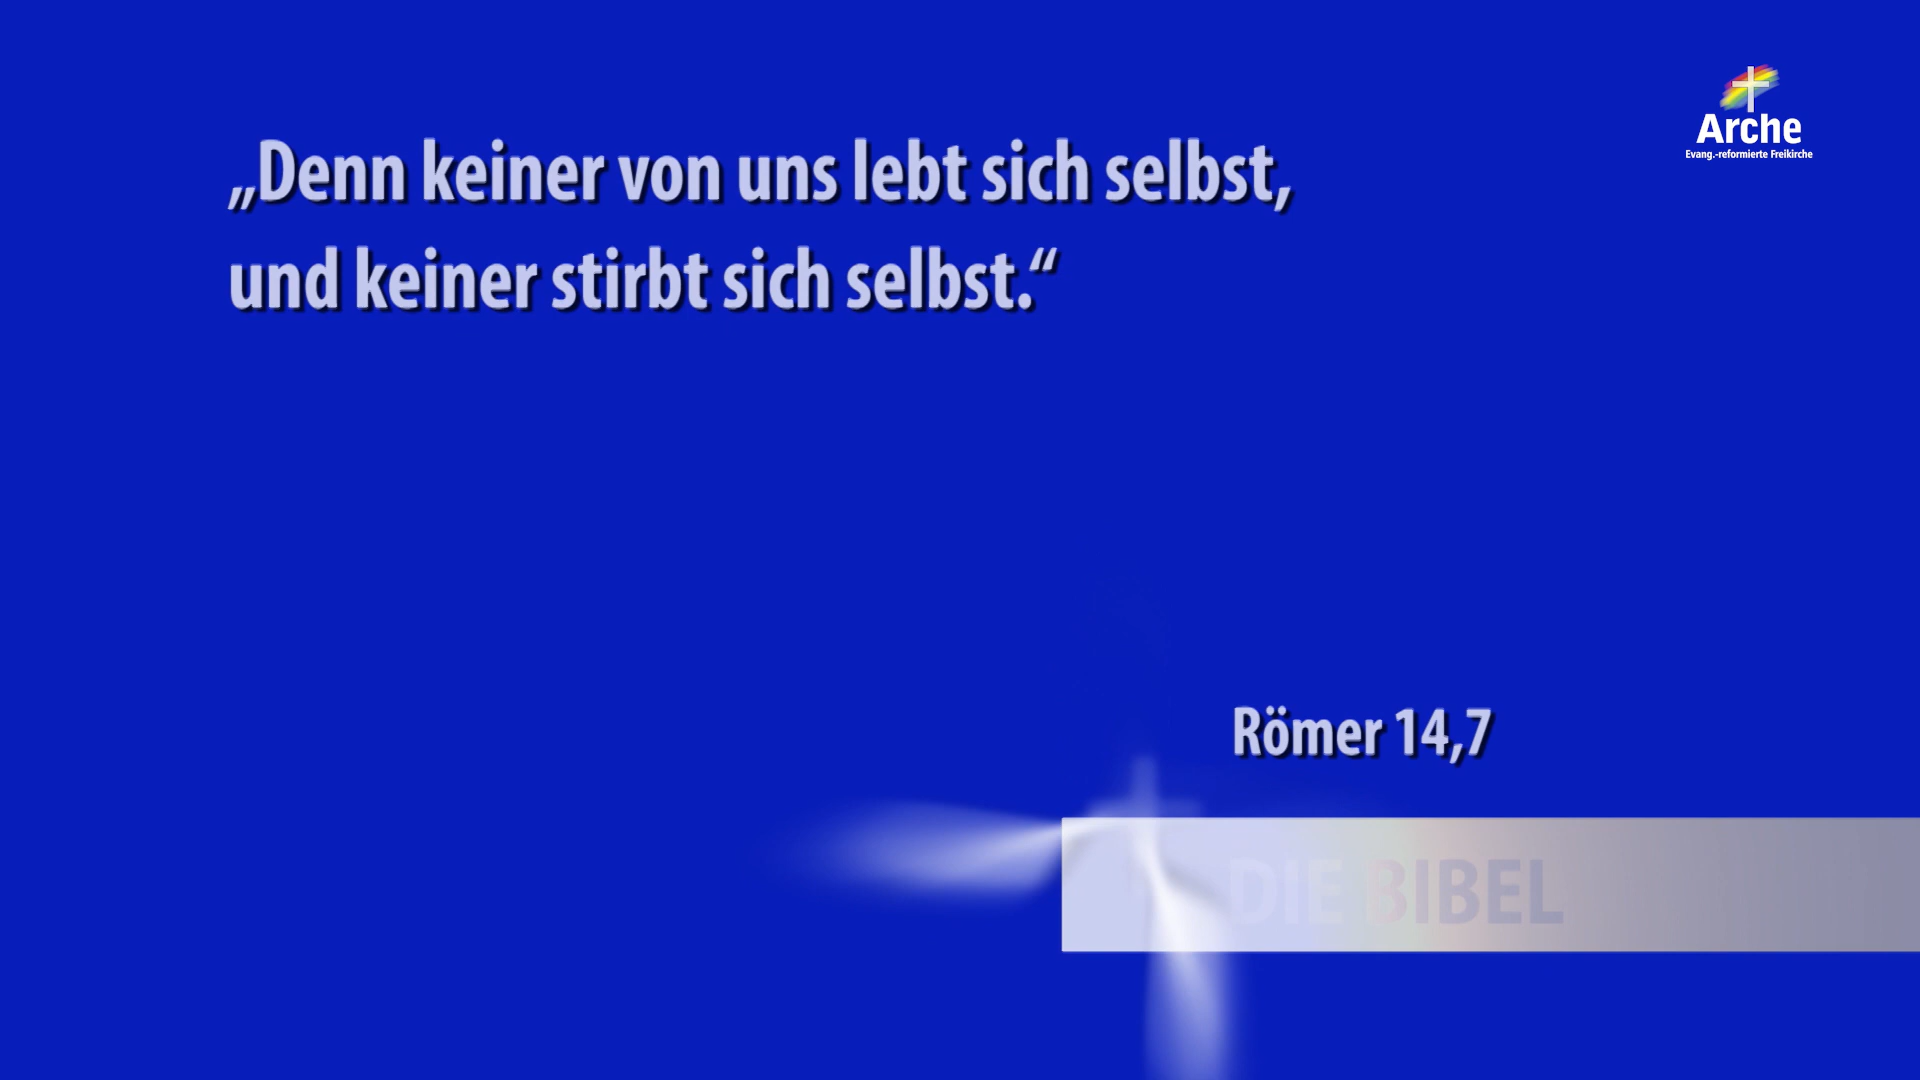 Arche
Evang.-reformierte Freikirche
„Denn keiner von uns lebt sich selbst,
und keiner stirbt sich selbst.“
Römer 14,7
DIE BIBEL